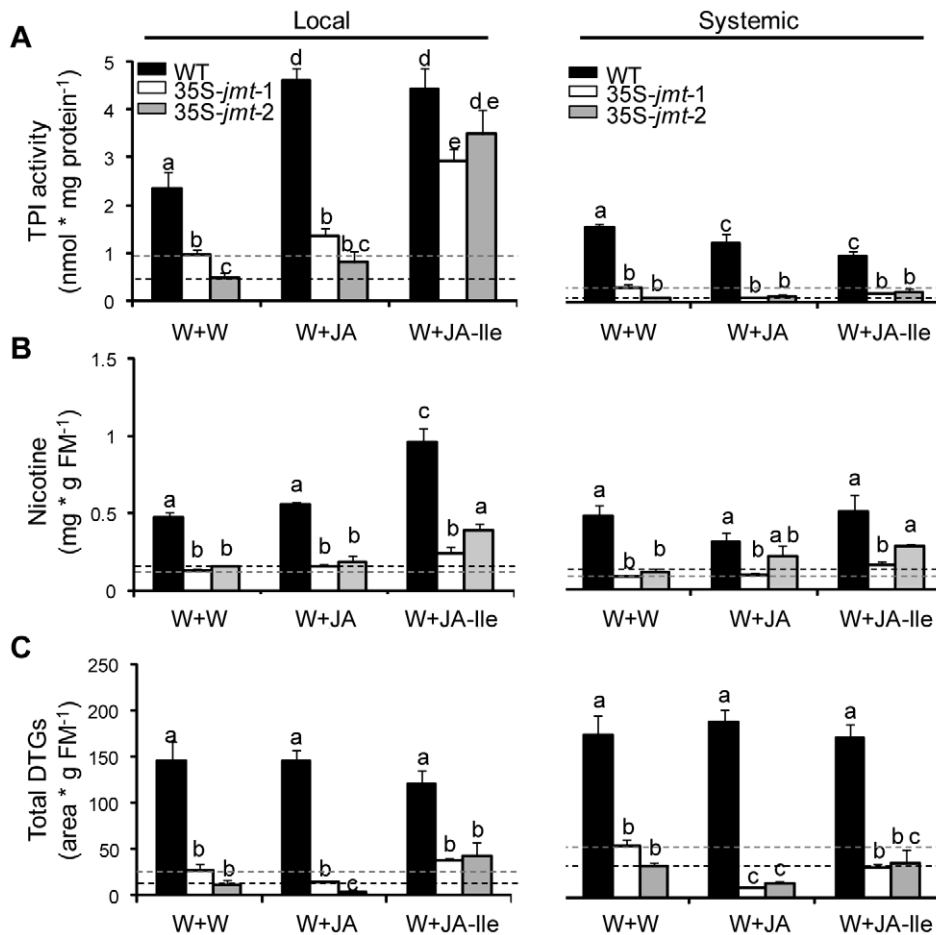 Local
Systemic
A
5
4
3
2
1
0
TPI activity
(nmol * mg protein⁻¹)
WT
35S-jmt-1
35S-jmt-2
a
b
c
d
b
b c
d
e
d e
W+W
W+JA
W+JA-Ile
WT
35S-jmt-1
35S-jmt-2
a
b
b
c
b
b
c
b
b
W+W
W+JA
W+JA-Ile
B
1.5
1
0.5
0
Nicotine
(mg * g FM⁻¹)
a
b
b
a
b
b
c
b
a
W+W
W+JA
W+JA-Ile
a
b
b
a
b
a b
a
b
a
W+W
W+JA
W+JA-Ile
C
250
200
150
100
50
0
Total DTGs
(area * g FM⁻¹)
a
b
b
a
b
c
a
b
b
W+W
W+JA
W+JA-Ile
a
b
b
a
c
c
a
b
b c
W+W
W+JA
W+JA-Ile